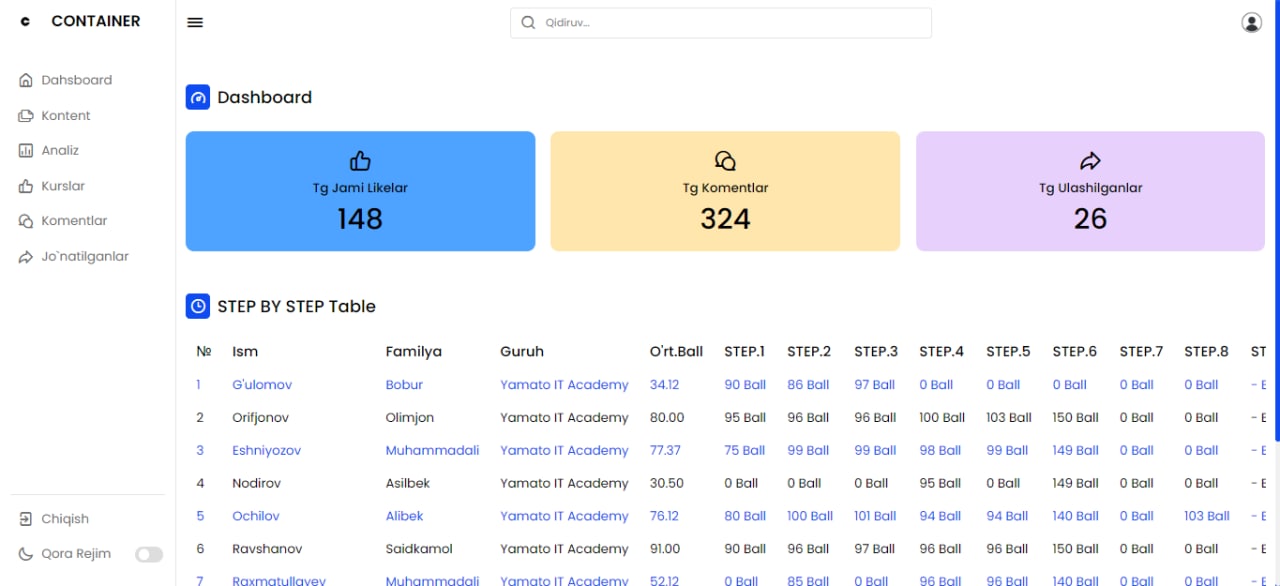 CONTAINER
Qidiruv...
Dahsboard
Kontent
Analiz
Kurslar
Komentlar
Jo`natilganlar
Chiqish
Qora Rejim
Dashboard
Tg Jami Likelar
148
Tg Komentlar
324
Tg Ulashilganlar
26
STEP BY STEP Table
№ Ism Familya Guruh O'rt.Ball STEP.1 STEP.2 STEP.3 STEP.4 STEP.5 STEP.6 STEP.7 STEP.8 ST
1 G'ulomov Bobur Yamato IT Academy 34.12 90 Ball 86 Ball 97 Ball 0 Ball 0 Ball 0 Ball 0 Ball 0 Ball -
2 Orifjonov Olimjon Yamato IT Academy 80.00 95 Ball 96 Ball 96 Ball 100 Ball 103 Ball 150 Ball 0 Ball 0 Ball -
3 Eshniyozov Muhammadali Yamato IT Academy 77.37 75 Ball 99 Ball 99 Ball 98 Ball 99 Ball 149 Ball 0 Ball 0 Ball -
4 Nodirov Asilbek Yamato IT Academy 30.50 0 Ball 0 Ball 0 Ball 95 Ball 0 Ball 149 Ball 0 Ball 0 Ball -
5 Ochilov Alibek Yamato IT Academy 76.12 80 Ball 100 Ball 101 Ball 94 Ball 94 Ball 140 Ball 0 Ball 103 Ball -
6 Ravshanov Saidkamol Yamato IT Academy 91.00 90 Ball 96 Ball 97 Ball 96 Ball 96 Ball 150 Ball 0 Ball 0 Ball -
7 Raxmatullayev Muhammadali Yamato IT Academy 52.12 0 Ball 85 Ball 0 Ball 96 Ball 96 Ball 140 Ball 0 Ball 0 Ball -